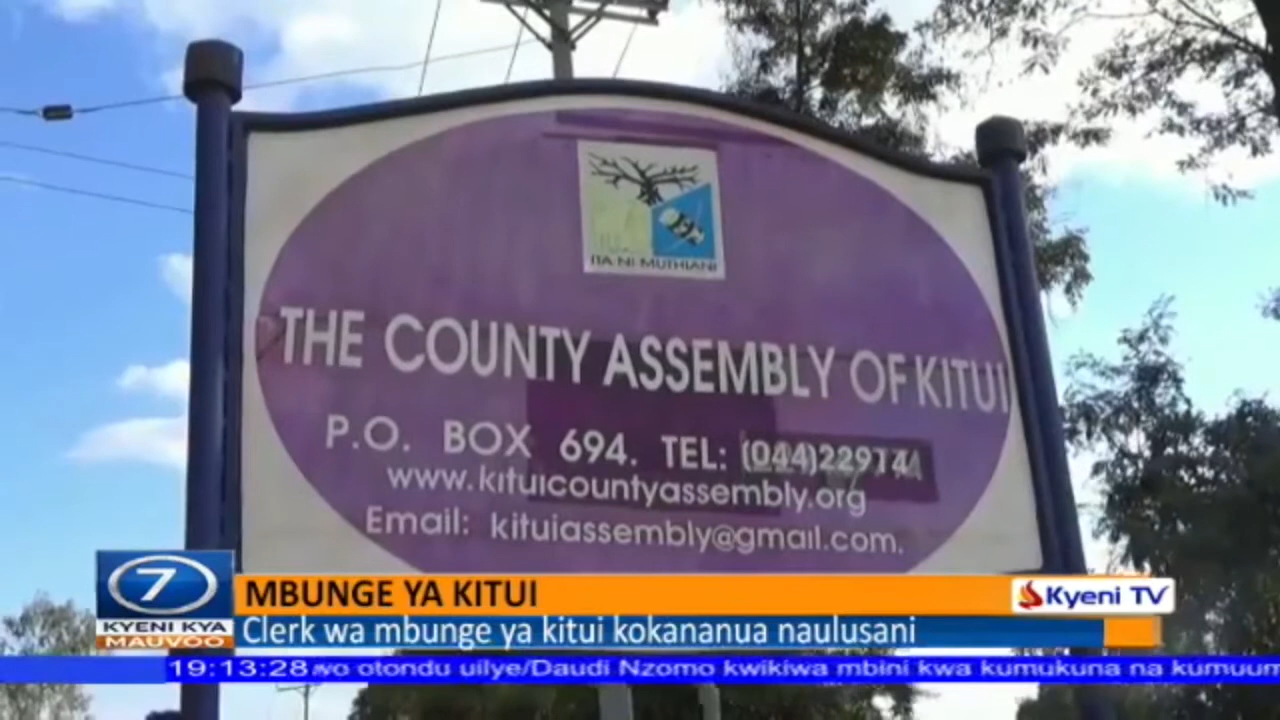 ITA NI MUTHIANI
THE COUNTY ASSEMBLY OF KITUI
P.O. BOX 694. TEL: (044)22914
www.kituicountyassembly.org
Email: kituiassembly@gmail.com.
7
KYENI KYA
MAUVOO
MBUNGE YA KITUI
Kyeni TV
Clerk wa mbunge ya kitui kokananua naulusani
19:13:28 otondu uilye/Daudi Nzomo kwikiwa mbini kwa kumukuna na kumuum